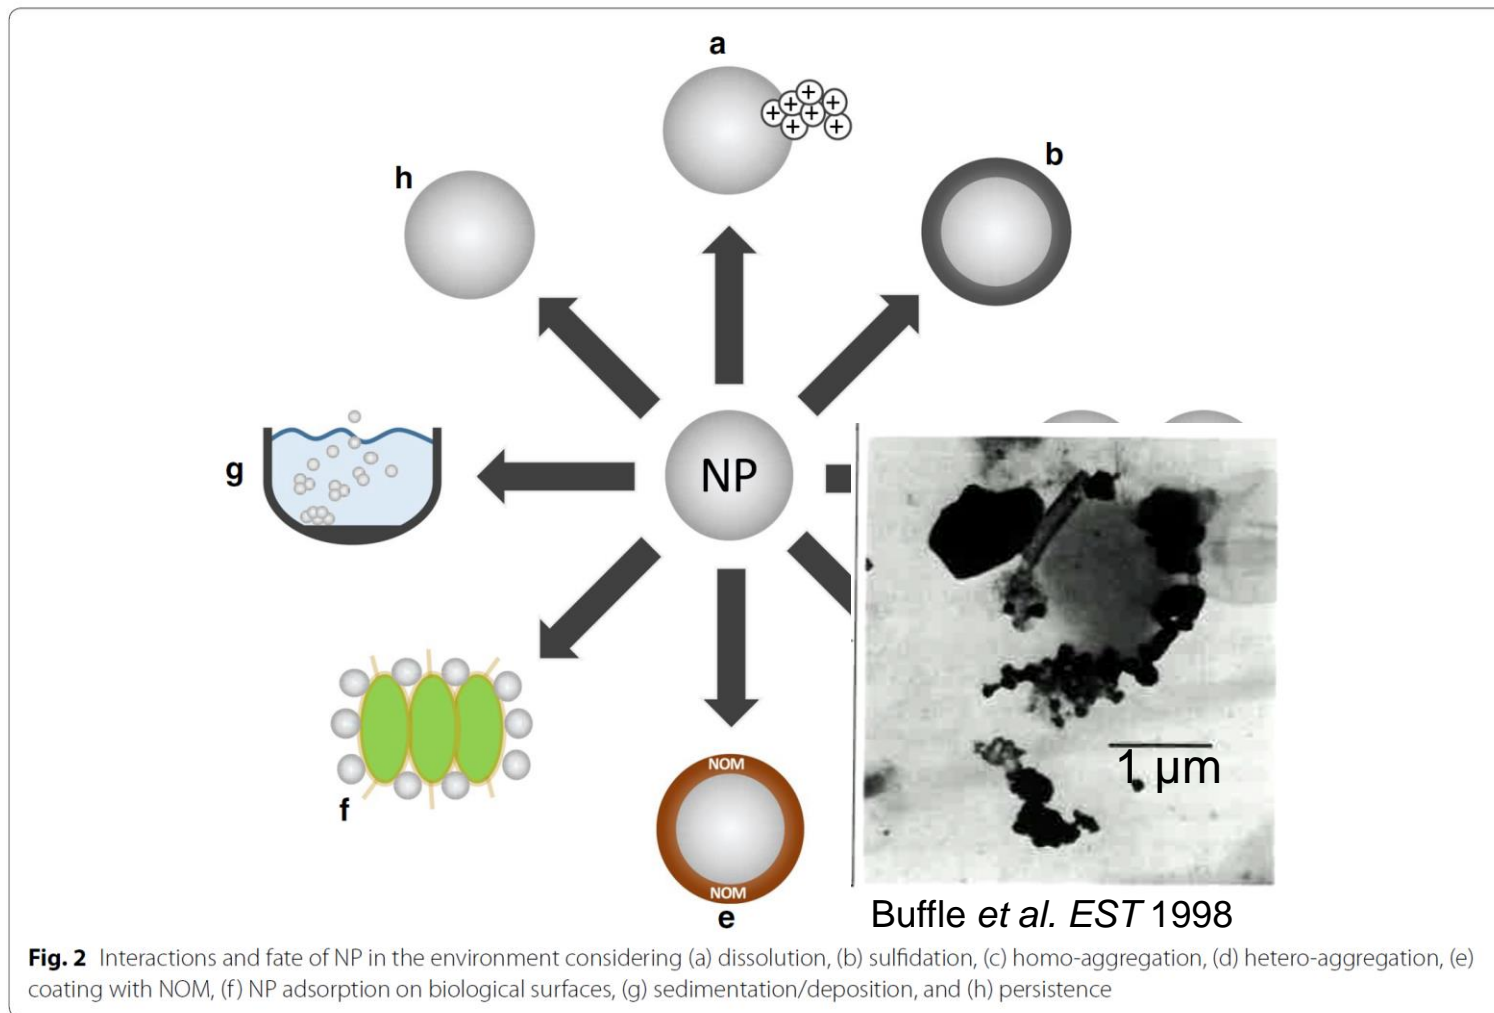 a
b
h
+ + + + + + +
NP
g
1 µm
NOM
f
NOM
e
Buffle et al. EST 1998
Fig. 2 Interactions and fate of NP in the environment considering (a) dissolution, (b) sulfidation, (c) homo-aggregation, (d) hetero-aggregation, (e)
coating with NOM, (f) NP adsorption on biological surfaces, (g) sedimentation/deposition, and (h) persistence